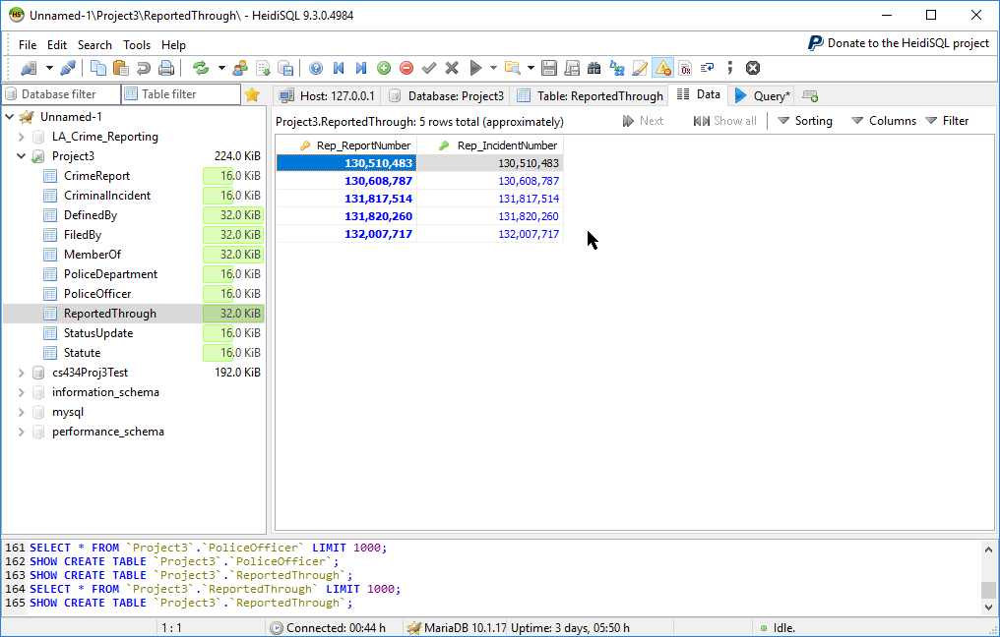 Unnamed-1\Project3\ReportedThrough\ - HeidiSQL 9.3.0.4984
File Edit Search Tools Help
Donate to the HeidiSQL project
Database filter Table filter
Host: 127.0.0.1 Database: Project3 Table: ReportedThrough Data Query*
Project3.ReportedThrough: 5 rows total (approximately) Next Show all Sorting Columns Filter
Unnamed-1
LA_Crime_Reporting
Project3 224.0 KiB
CrimeReport 16.0 KiB
CriminalIncident 16.0 KiB
DefinedBy 32.0 KiB
FiledBy 32.0 KiB
MemberOf 32.0 KiB
PoliceDepartment 16.0 KiB
PoliceOfficer 16.0 KiB
ReportedThrough 32.0 KiB
StatusUpdate 16.0 KiB
Statute 16.0 KiB
cs434Proj3Test 192.0 KiB
information_schema
mysql
performance_schema
Rep_ReportNumber Rep_IncidentNumber
130,510,483 130,510,483
130,608,787 130,608,787
131,817,514 131,817,514
131,820,260 131,820,260
132,007,717 132,007,717
161 SELECT * FROM `Project3`.`PoliceOfficer` LIMIT 1000;
162 SHOW CREATE TABLE `Project3`.`PoliceOfficer`;
163 SHOW CREATE TABLE `Project3`.`ReportedThrough`;
164 SELECT * FROM `Project3`.`ReportedThrough` LIMIT 1000;
165 SHOW CREATE TABLE `Project3`.`ReportedThrough`;
1 : 1 Connected: 00:44 h MariaDB 10.1.17 Uptime: 3 days, 05:50 h Idle.